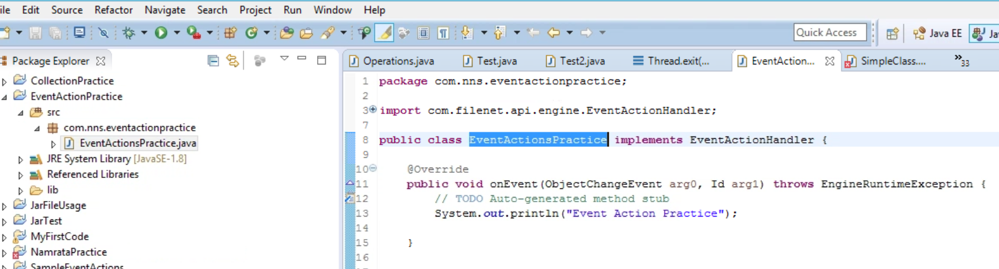 ile Edit Source Refactor Navigate Search Project Run Window Help
Quick Access
Java EE
Ja
Package Explorer
CollectionPractice
EventActionPractice
src
com.nns.eventactionpractice
EventActionsPractice.java
JRE System Library [JavaSE-1.8]
Referenced Libraries
lib
JarFileUsage
JarTest
MyFirstCode
NamrataPractice
SampleEventActions
Operations.java Test.java Test2.java Thread.exit(... EventAction... SimpleClass.... »33
1 package com.nns.eventactionpractice;
2
3 import com.filenet.api.engine.EventActionHandler;
7
8 public class EventActionsPractice implements EventActionHandler {
9
10 @Override
11 public void onEvent(ObjectChangeEvent arg0, Id arg1) throws EngineRuntimeException {
12 // TODO Auto-generated method stub
13 System.out.println("Event Action Practice");
14
15 }
16